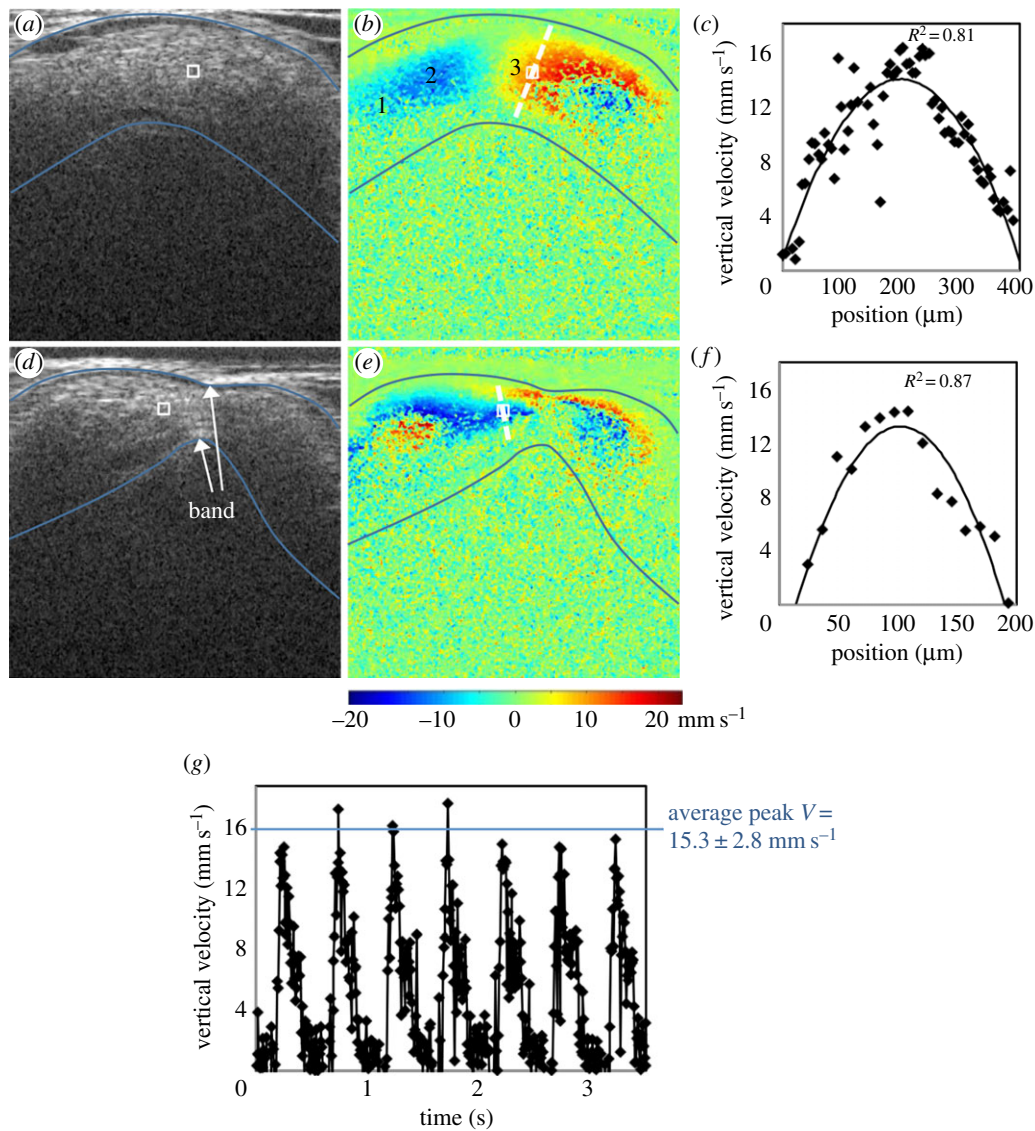 (a)
(b)
1
2
3
(c)
R² = 0.81
16
12
8
4
0
100
200
300
400
vertical velocity (mm s⁻¹)
position (μm)
(d)
band
(e)
(f)
R² = 0.87
16
12
8
4
0
50
100
150
200
vertical velocity (mm s⁻¹)
position (μm)
–20
–10
0
10
20 mm s⁻¹
(g)
16
12
8
4
0
1
2
3
vertical velocity (mm s⁻¹)
time (s)
average peak V =
15.3 ± 2.8 mm s⁻¹